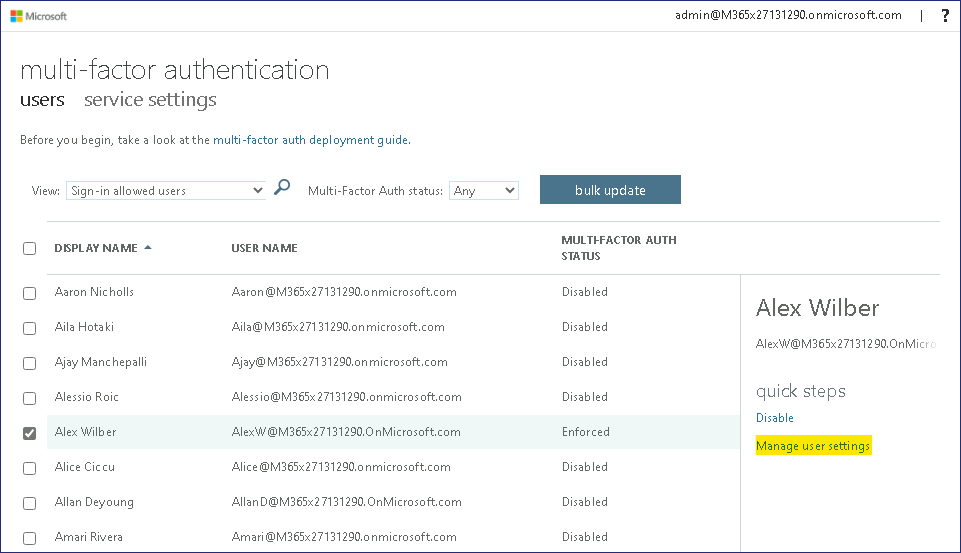 Microsoft admin@M365x27131290.onmicrosoft.com | ?
multi-factor authentication
users service settings
Before you begin, take a look at the multi-factor auth deployment guide.
View: Sign-in allowed users Multi-Factor Auth status: Any bulk update
DISPLAY NAME USER NAME MULTI-FACTOR AUTH STATUS
Aaron Nicholls Aaron@M365x27131290.onmicrosoft.com Disabled
Aila Hotaki Aila@M365x27131290.onmicrosoft.com Disabled
Ajay Manchepalli Ajay@M365x27131290.onmicrosoft.com Disabled
Alessio Roic Alessio@M365x27131290.onmicrosoft.com Disabled
Alex Wilber AlexW@M365x27131290.OnMicrosoft.com Enforced
Alice Ciccu Alice@M365x27131290.onmicrosoft.com Disabled
Allan Deyoung AllanD@M365x27131290.OnMicrosoft.com Disabled
Amari Rivera Amari@M365x27131290.onmicrosoft.com Disabled
Alex Wilber
AlexW@M365x27131290.OnMicro
quick steps
Disable
Manage user settings